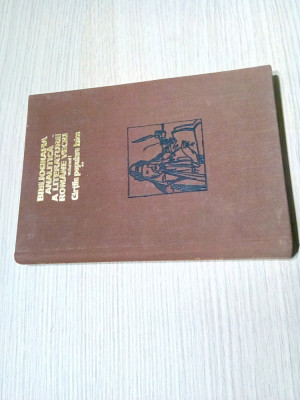 BIBLIOGRAFIA
ANALITICĂ
A LITERATURII
ROMÂNE VECHI
Cărțile populare laice